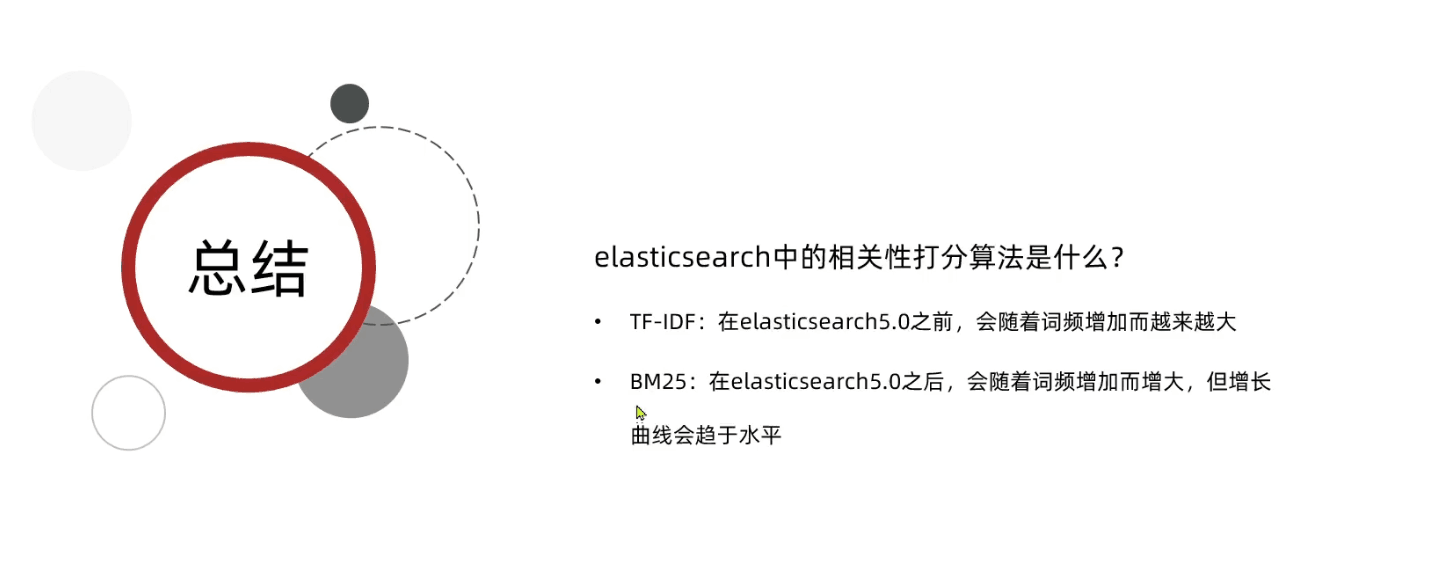 总结
elasticsearch中的相关性打分算法是什么？
• TF-IDF：在elasticsearch5.0之前，会随着词频增加而越来越大
• BM25：在elasticsearch5.0之后，会随着词频增加而增大，但增长
曲线会趋于水平